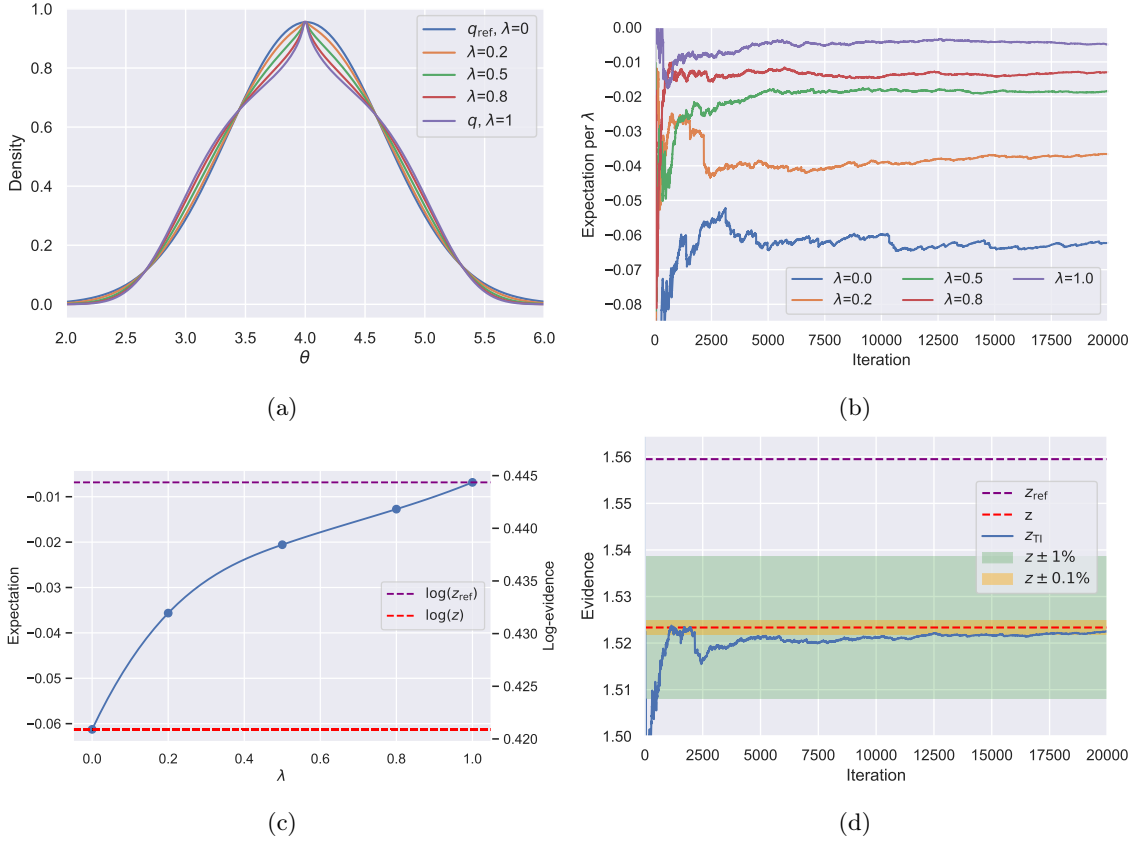 1.0
0.8
0.6
0.4
0.2
0.0
Density
2.0 2.5 3.0 3.5 4.0 4.5 5.0 5.5 6.0
θ
q_ref, λ=0
λ=0.2
λ=0.5
λ=0.8
q, λ=1
(a)
0.00
−0.01
−0.02
−0.03
−0.04
−0.05
−0.06
−0.07
−0.08
Expectation per λ
0 2500 5000 7500 10000 12500 15000 17500 20000
Iteration
λ=0.0 λ=0.5 λ=1.0
λ=0.2 λ=0.8
(b)
−0.01
−0.02
−0.03
−0.04
−0.05
−0.06
Expectation
0.0 0.2 0.4 0.6 0.8 1.0
λ
0.445
0.440
0.435
0.430
0.425
0.420
Log-evidence
log(z_ref)
log(z)
(c)
1.56
1.55
1.54
1.53
1.52
1.51
1.50
Evidence
0 2500 5000 7500 10000 12500 15000 17500 20000
Iteration
z_ref
z
z_TI
z ± 1%
z ± 0.1%
(d)